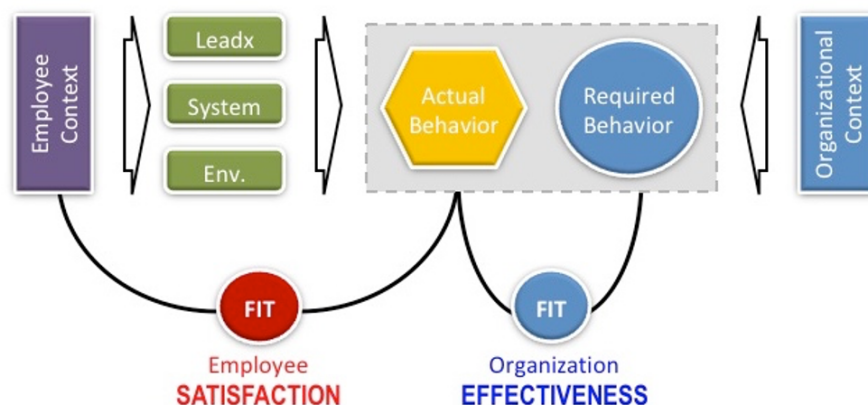 Employee
Context
Leadx
System
Env.
Actual
Behavior
Required
Behavior
Organizational
Context
FIT
Employee
SATISFACTION
FIT
Organization
EFFECTIVENESS